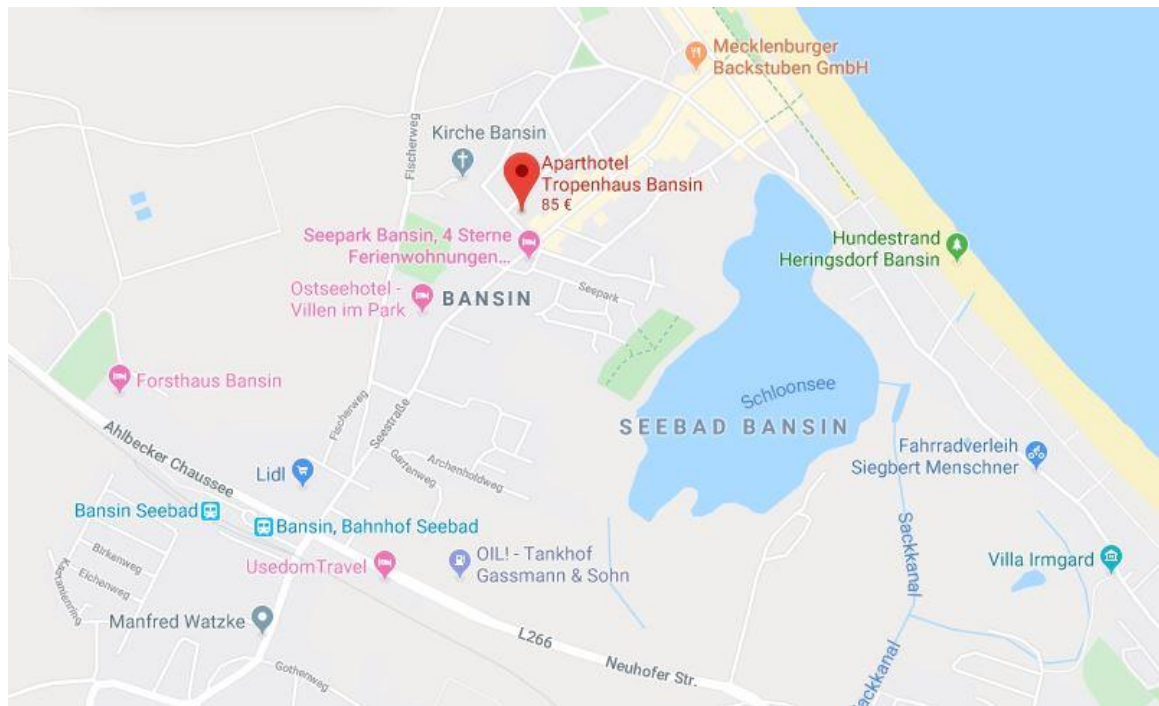 Mecklenburger
Backstuben GmbH
Kirche Bansin
Fischerweg
Aparthotel
Tropenhaus Bansin
85 €
Seepark Bansin, 4 Sterne
Ferienwohnungen...
Hundestrand
Heringsdorf Bansin
Ostseehotel -
Villen im Park
BANSIN
Seepark
Forsthaus Bansin
Schloonsee
SEEBAD BANSIN
Fischerweg
Seestraße
Ahlbecker Chaussee
Fahrradverleih
Siegbert Menschner
Lidl
Garzenweg
Archenholdweg
Bansin Seebad
Bansin, Bahnhof Seebad
Sackkanal
Birkenweg
Eichenweg
Kastanienring
UsedomTravel
OIL! - Tankhof
Gassmann & Sohn
Villa Irmgard
Manfred Watzke
L266
Neuhofer Str.
Gothenweg
Sackkanal